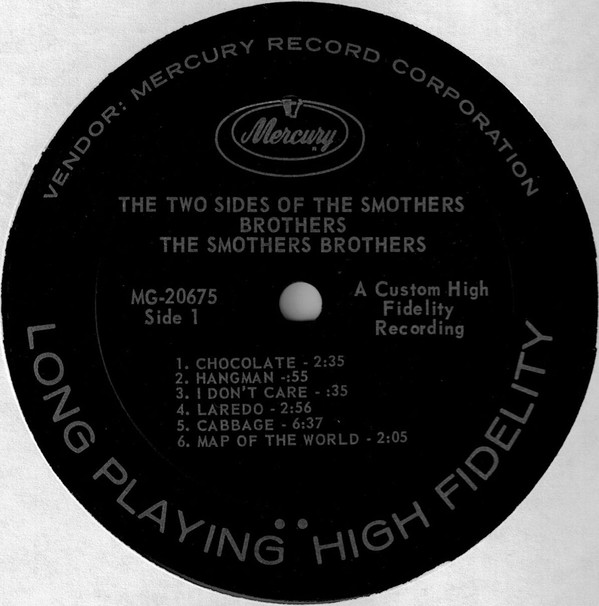 VENDOR: MERCURY RECORD CORPORATION
Mercury
THE TWO SIDES OF THE SMOTHERS
BROTHERS
THE SMOTHERS BROTHERS
MG-20675
Side 1
A Custom High
Fidelity
Recording
1. CHOCOLATE - 2:35
2. HANGMAN -:55
3. I DON'T CARE - :35
4. LAREDO - 2:56
5. CABBAGE - 6:37
6. MAP OF THE WORLD - 2:05
LONG PLAYING HIGH FIDELITY